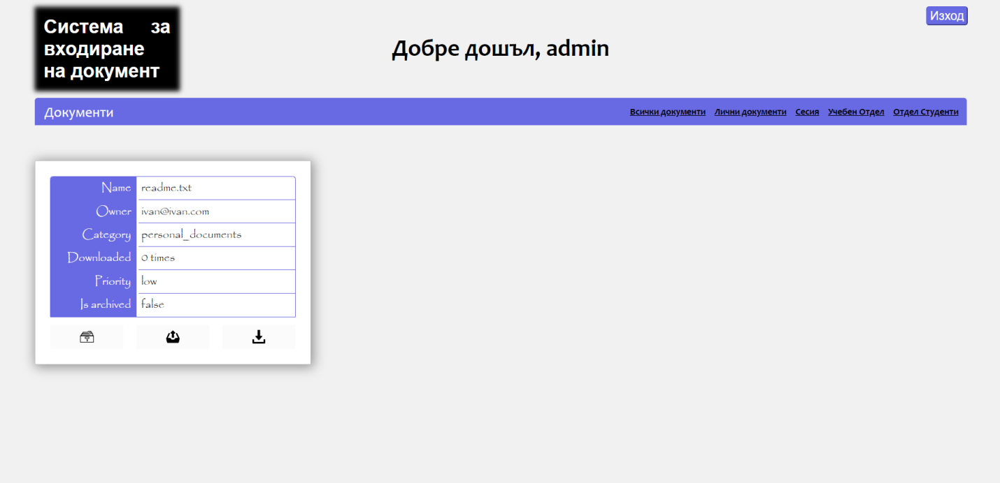 Изход
Система за
входиране
на документ
Добре дошъл, admin
Документи
Всички документи Лични документи Сесия Учебен Отдел Отдел Студенти
Name readme.txt
Owner ivan@ivan.com
Category personal_documents
Downloaded 0 times
Priority low
Is archived false